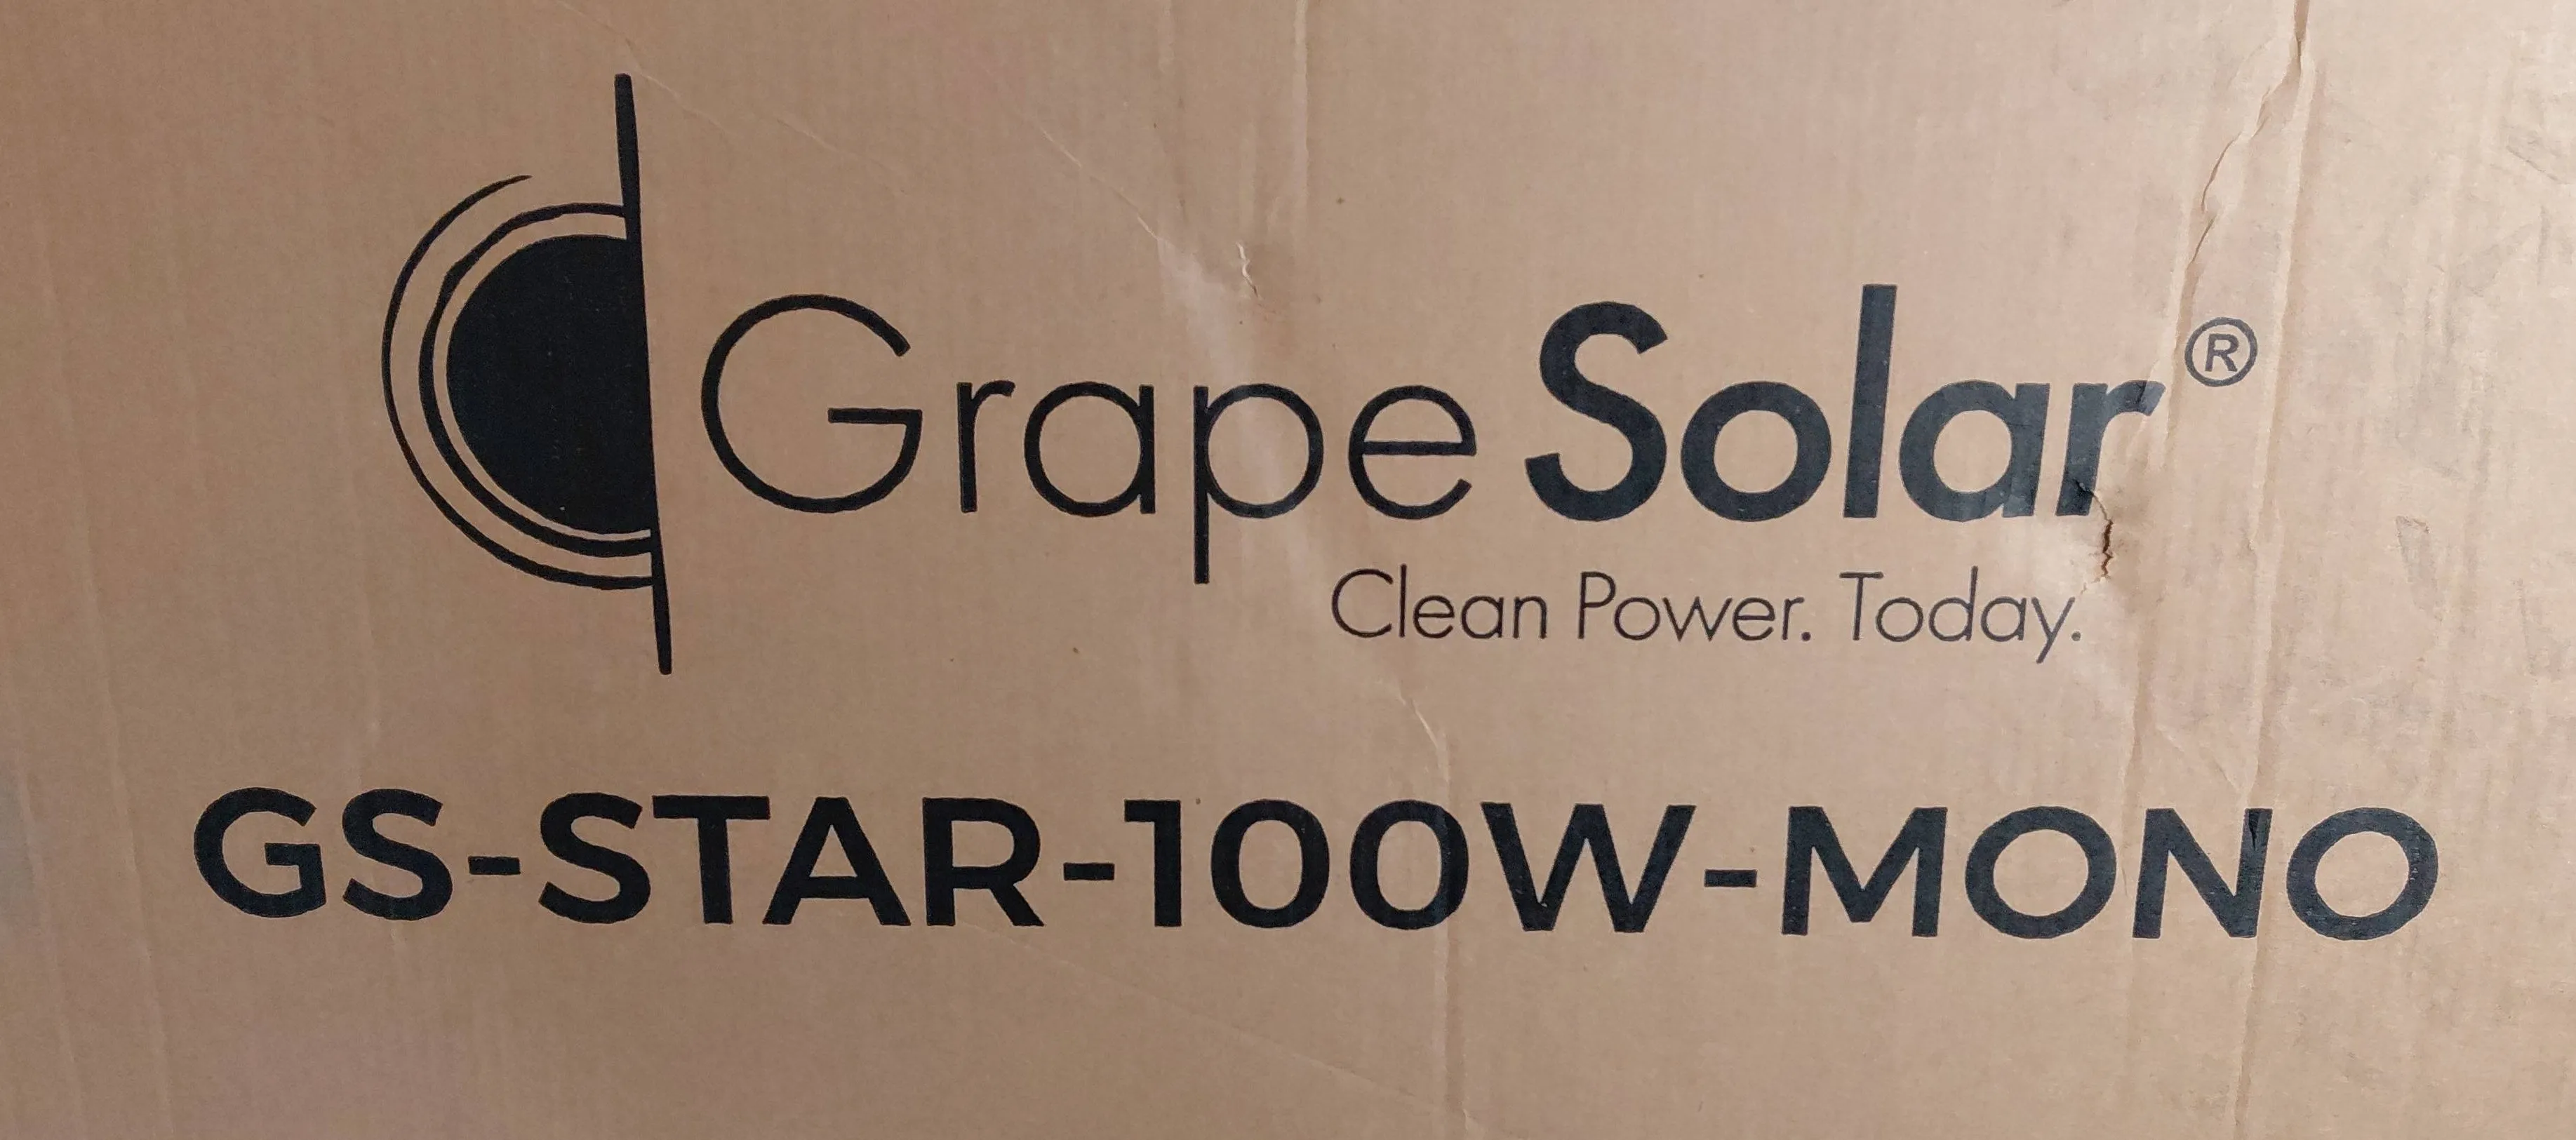 Grape Solar®
Clean Power. Today.
GS-STAR-100W-MONO